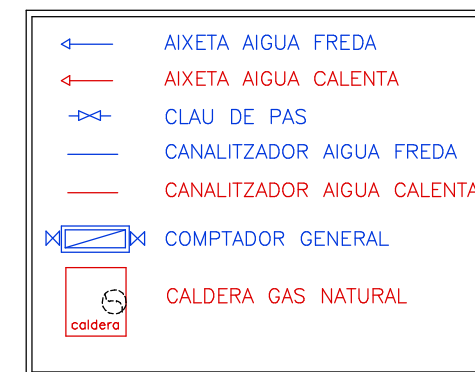 AIXETA AIGUA FREDA
AIXETA AIGUA CALENTA
CLAU DE PAS
CANALITZADOR AIGUA FREDA
CANALITZADOR AIGUA CALENTA
COMPTADOR GENERAL
CALDERA GAS NATURAL
caldera